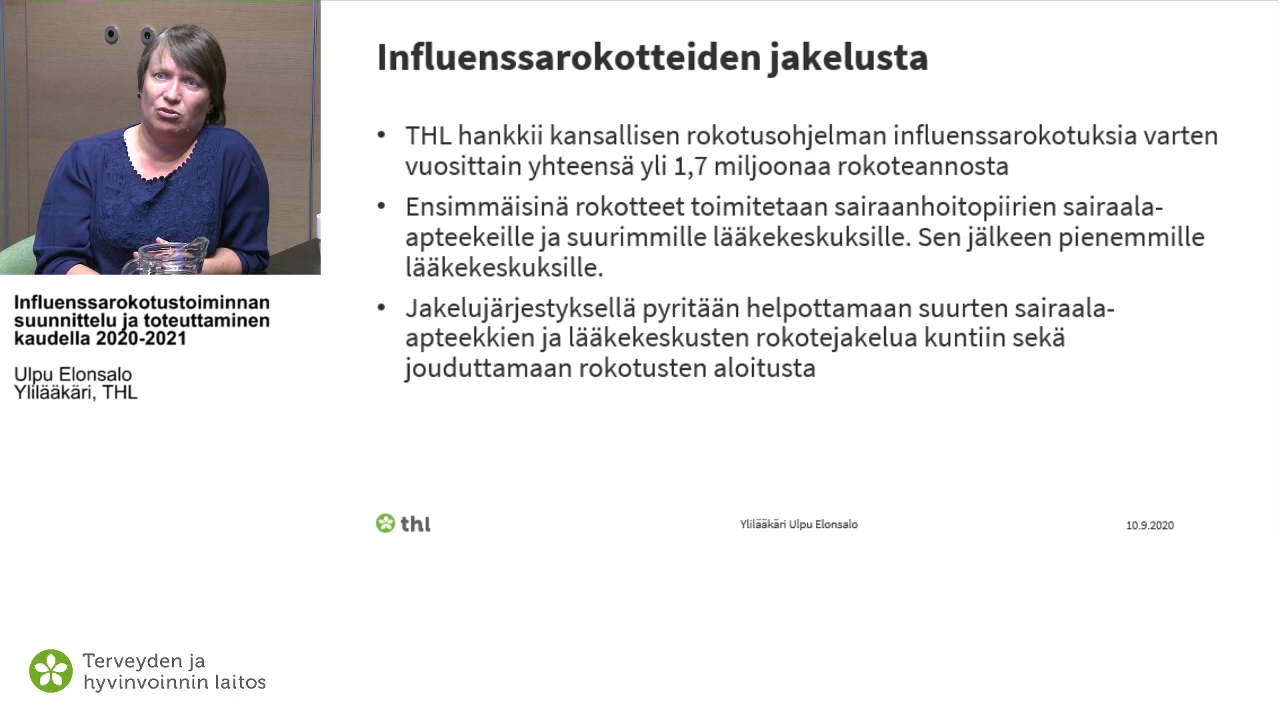 Influenssarokotteiden jakelusta
• THL hankkii kansallisen rokotusohjelman influenssarokotuksia varten
vuosittain yhteensä yli 1,7 miljoonaa rokoteannosta
• Ensimmäisinä rokotteet toimitetaan sairaanhoitopiirien sairaala-
apteekeille ja suurimmille lääkekeskuksille. Sen jälkeen pienemmille
lääkekeskuksille.
• Jakelujärjestyksellä pyritään helpottamaan suurten sairaala-
apteekkien ja lääkekeskusten rokotejakelua kuntiin sekä
jouduttamaan rokotusten aloitusta
Influenssarokotustoiminnan
suunnittelu ja toteuttaminen
kaudella 2020-2021
Ulpu Elonsalo
Ylilääkäri, THL
thl
Ylilääkäri Ulpu Elonsalo
10.9.2020
Terveyden ja
hyvinvoinnin laitos